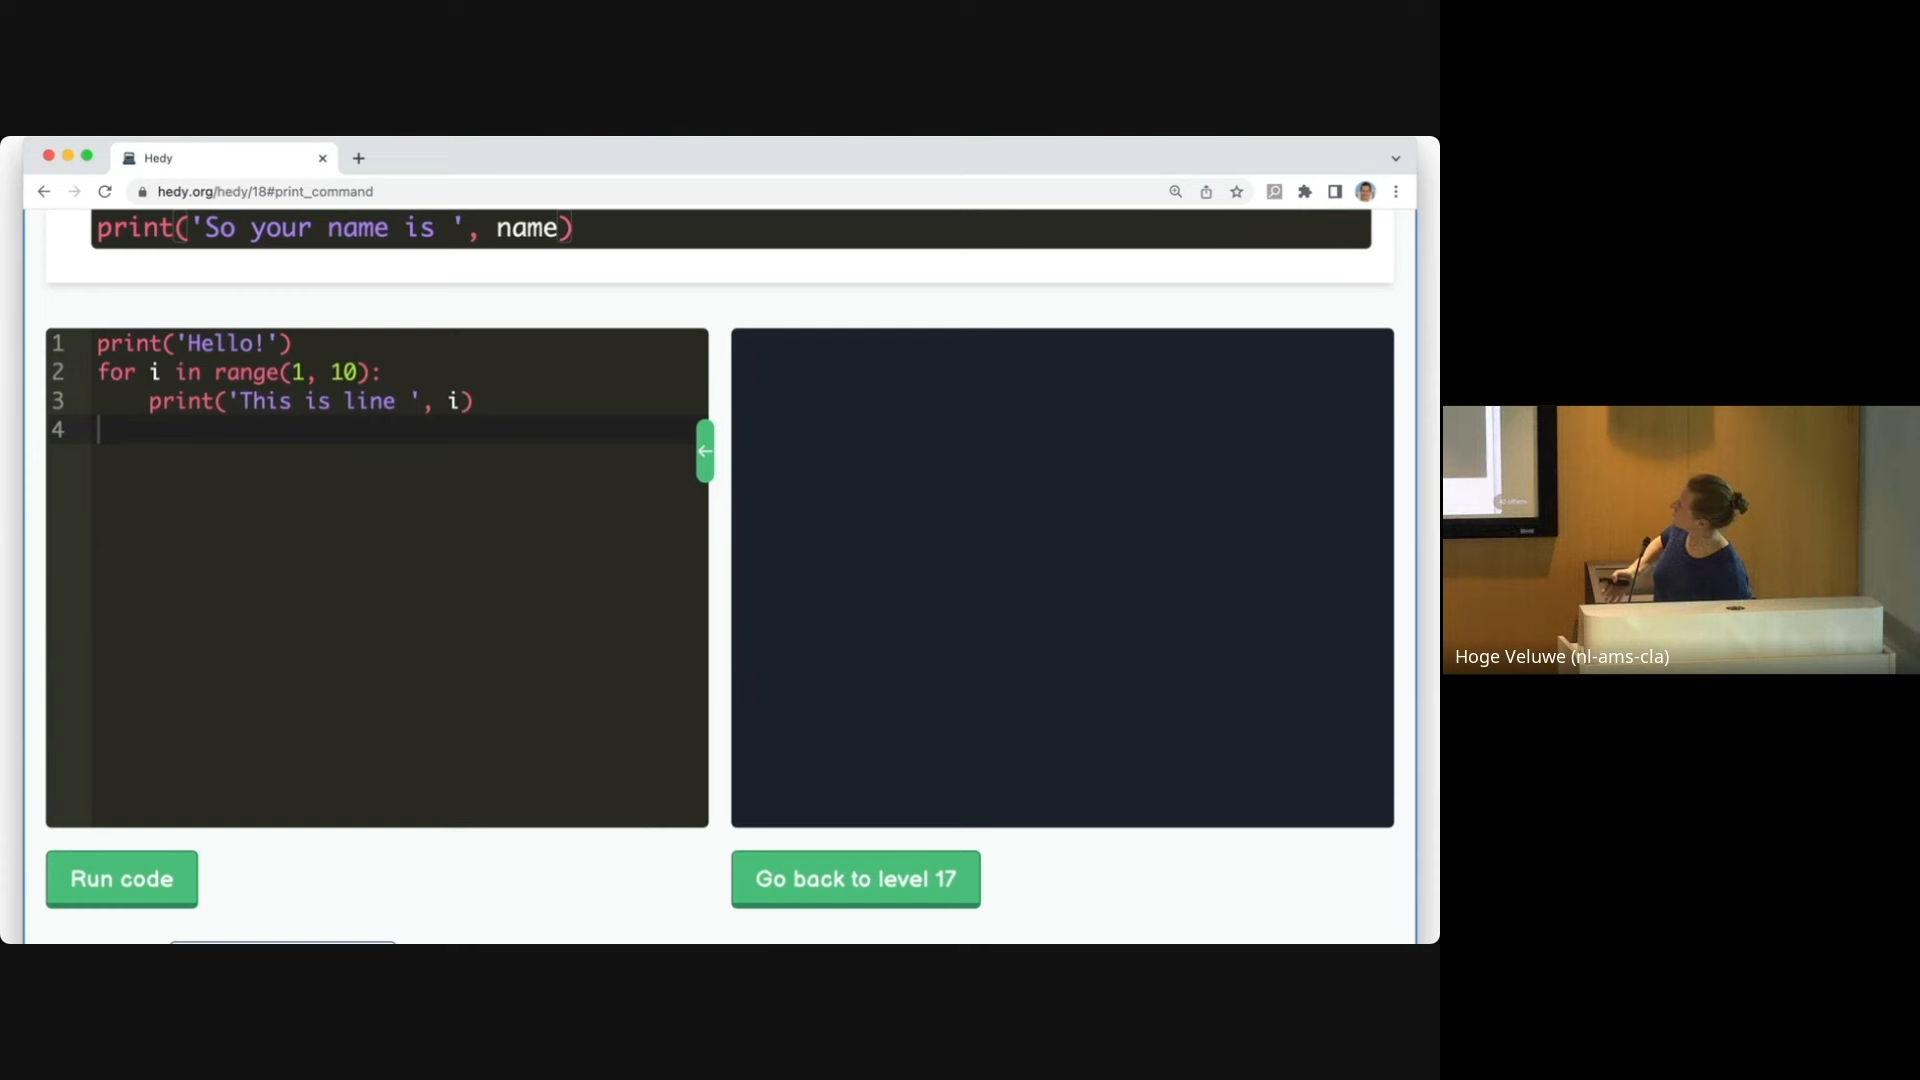 Hedy
hedy.org/hedy/18#print_command
print('So your name is ', name)
1 print('Hello!')
2 for i in range(1, 10):
3     print('This is line ', i)
4
Run code
Go back to level 17
Hoge Veluwe (nl-ams-cla)